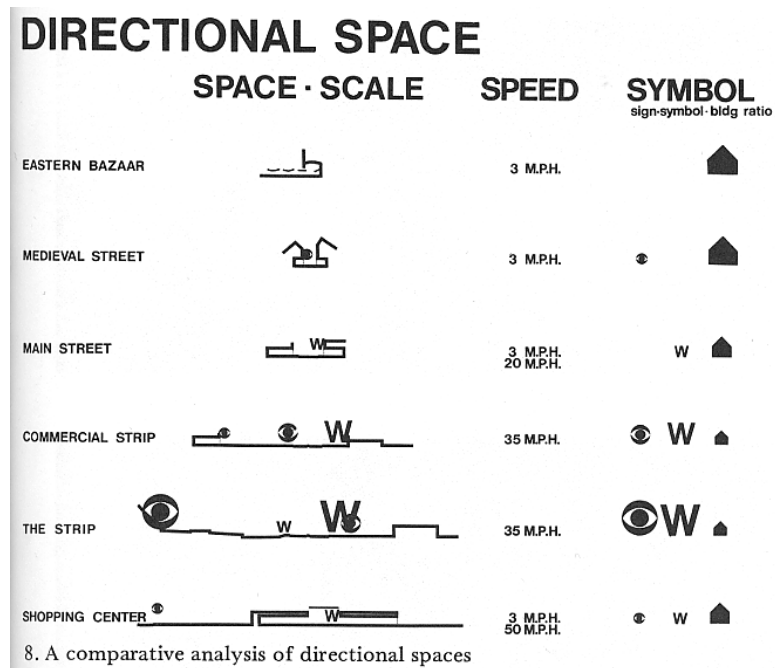 DIRECTIONAL SPACE
SPACE · SCALE SPEED SYMBOL
sign·symbol·bldg ratio
EASTERN BAZAAR 3 M.P.H.
MEDIEVAL STREET 3 M.P.H.
MAIN STREET W 3 M.P.H. W
20 M.P.H.
COMMERCIAL STRIP W 35 M.P.H. W
THE STRIP W W 35 M.P.H. W
SHOPPING CENTER W 3 M.P.H. W
50 M.P.H.
8. A comparative analysis of directional spaces